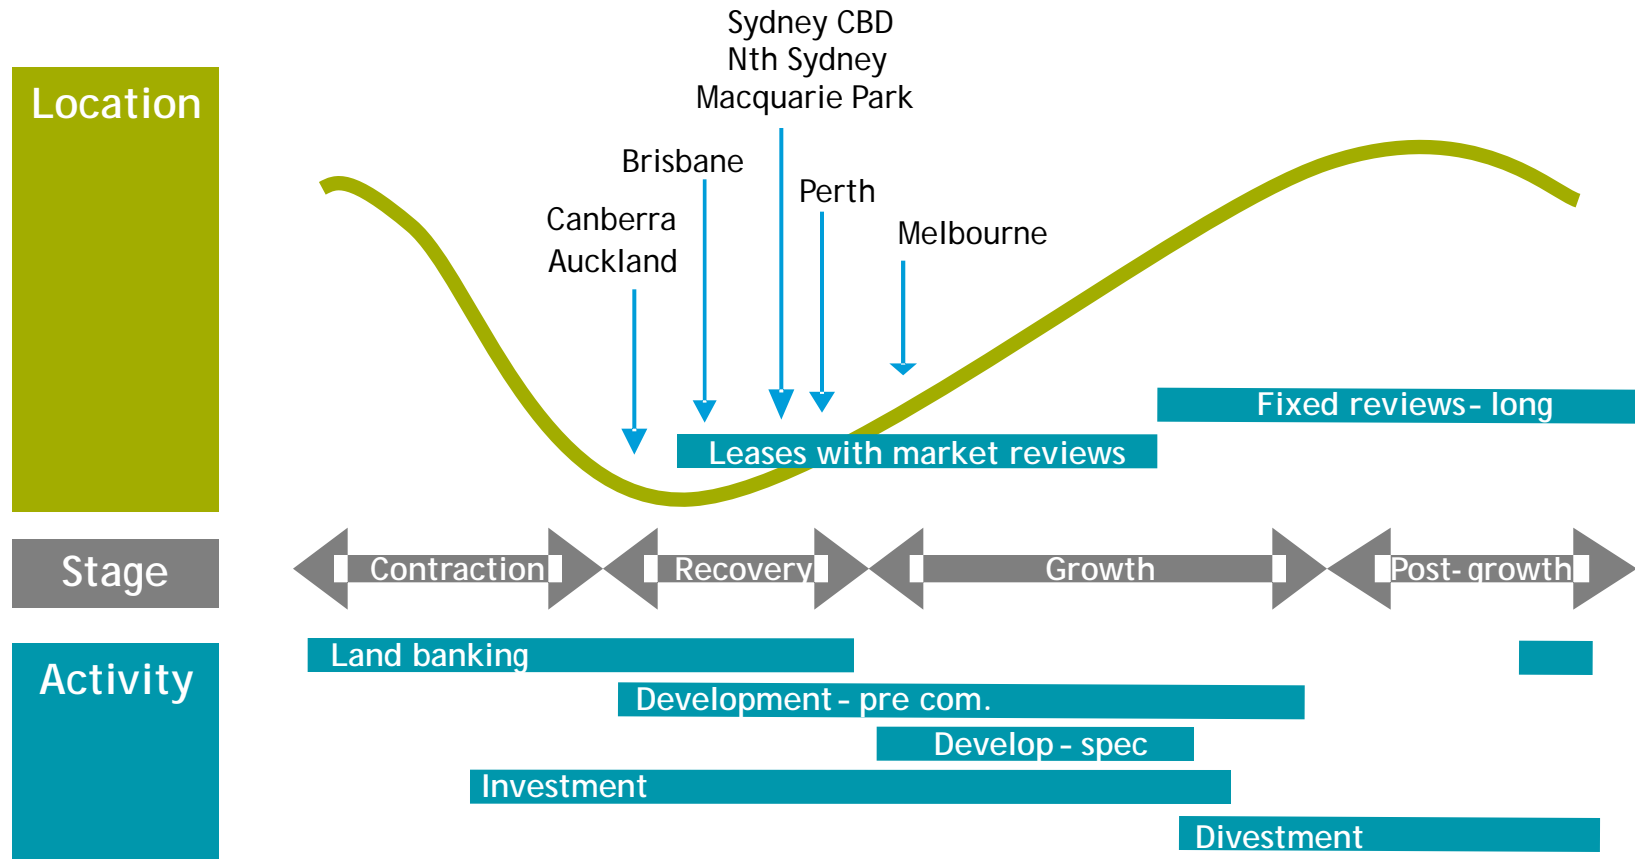 Sydney CBD
Nth Sydney
Macquarie Park
Location
Brisbane
Perth
Canberra
Auckland
Melbourne
Fixed reviews- long
Leases with market reviews
Stage
Contraction
Recovery
Growth
Post- growth
Activity
Land banking
Development - pre com.
Develop - spec
Investment
Divestment